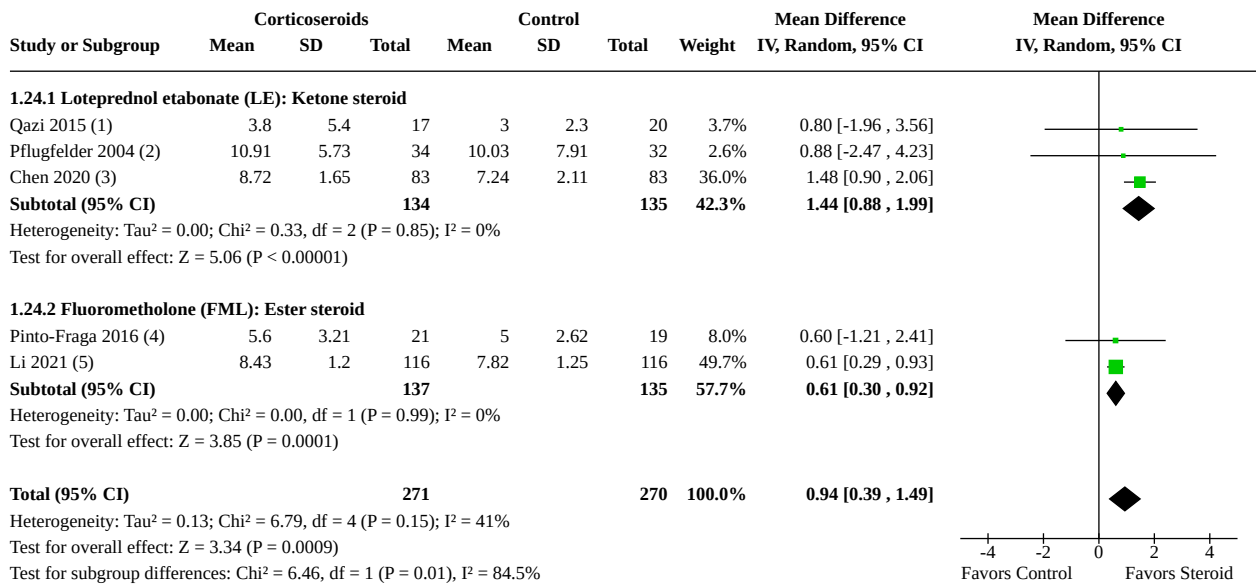 Corticoseroids Control Mean Difference Mean Difference
Study or Subgroup Mean SD Total Mean SD Total Weight IV, Random, 95% CI IV, Random, 95% CI
1.24.1 Loteprednol etabonate (LE): Ketone steroid
Qazi 2015 (1) 3.8 5.4 17 3 2.3 20 3.7% 0.80 [-1.96 , 3.56]
Pflugfelder 2004 (2) 10.91 5.73 34 10.03 7.91 32 2.6% 0.88 [-2.47 , 4.23]
Chen 2020 (3) 8.72 1.65 83 7.24 2.11 83 36.0% 1.48 [0.90 , 2.06]
Subtotal (95% CI) 134 135 42.3% 1.44 [0.88 , 1.99]
Heterogeneity: Tau² = 0.00; Chi² = 0.33, df = 2 (P = 0.85); I² = 0%
Test for overall effect: Z = 5.06 (P < 0.00001)
1.24.2 Fluorometholone (FML): Ester steroid
Pinto-Fraga 2016 (4) 5.6 3.21 21 5 2.62 19 8.0% 0.60 [-1.21 , 2.41]
Li 2021 (5) 8.43 1.2 116 7.82 1.25 116 49.7% 0.61 [0.29 , 0.93]
Subtotal (95% CI) 137 135 57.7% 0.61 [0.30 , 0.92]
Heterogeneity: Tau² = 0.00; Chi² = 0.00, df = 1 (P = 0.99); I² = 0%
Test for overall effect: Z = 3.85 (P = 0.0001)
Total (95% CI) 271 270 100.0% 0.94 [0.39 , 1.49]
Heterogeneity: Tau² = 0.13; Chi² = 6.79, df = 4 (P = 0.15); I² = 41%
Test for overall effect: Z = 3.34 (P = 0.0009)
-4 -2 0 2 4
Test for subgroup differences: Chi² = 6.46, df = 1 (P = 0.01), I² = 84.5% Favors Control Favors Steroid